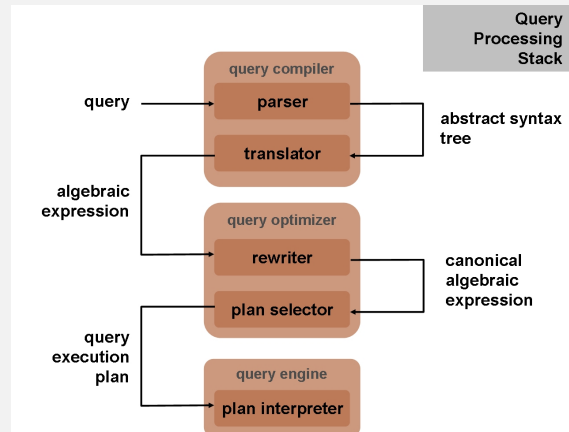 Query
Processing
Stack
query compiler
query
parser
abstract syntax
tree
translator
algebraic
expression
query optimizer
rewriter
canonical
algebraic
expression
plan selector
query
execution
plan
query engine
plan interpreter